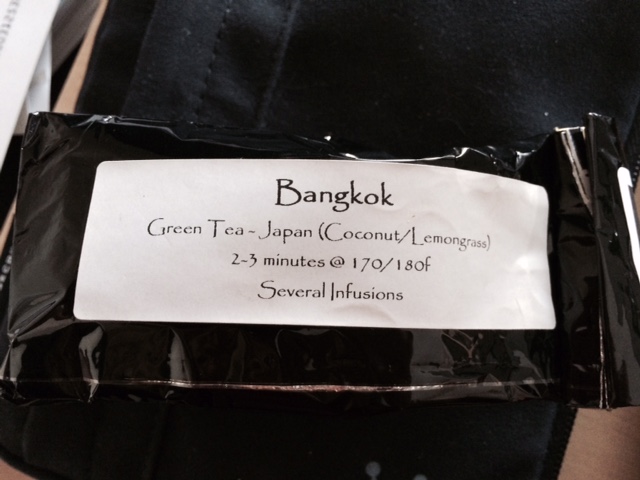 Bangkok
Green Tea - Japan (Coconut/Lemongrass)
2-3 minutes @ 170/180f
Several Infusions